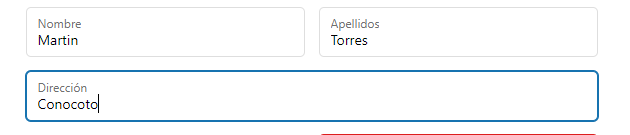 Nombre
Martin
Apellidos
Torres
Dirección
Conocoto